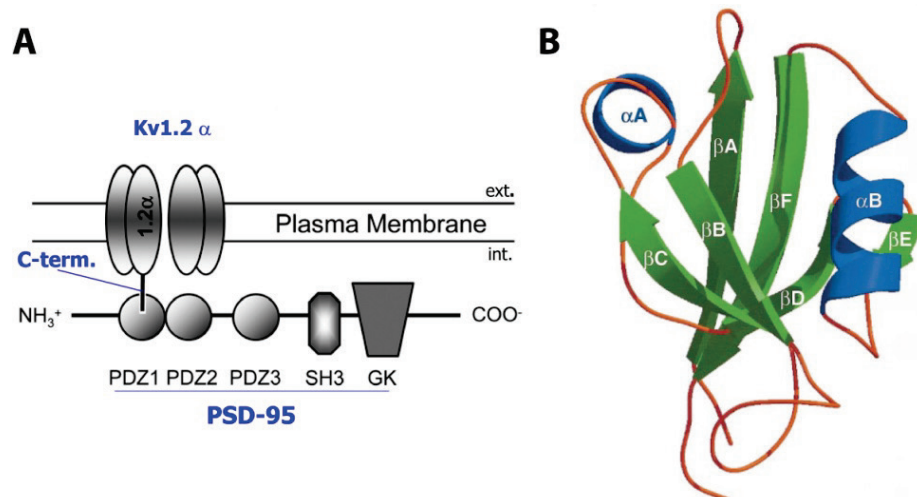 A
Kv1.2 α
1.2α
ext.
Plasma Membrane
int.
C-term.
NH₃⁺
COO⁻
PDZ1 PDZ2 PDZ3 SH3 GK
PSD-95
B
αA
βA
βF
αB
βB
βE
βC
βD